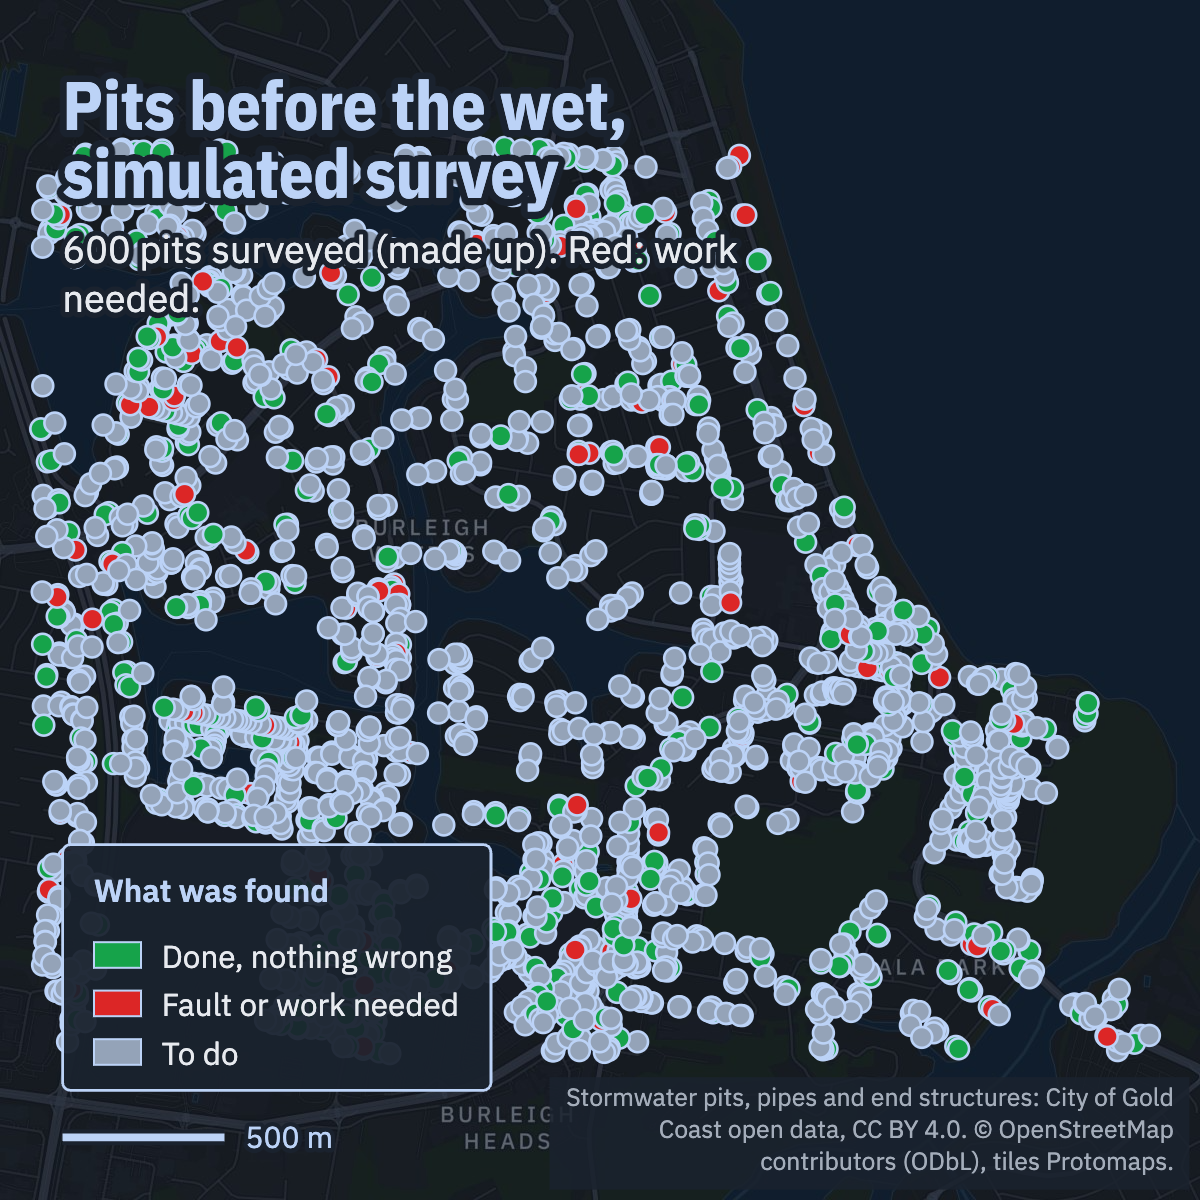 Pits before the wet,
simulated survey
600 pits surveyed (made up). Red: work
needed.
BURLEIGH
What was found
Done, nothing wrong
Fault or work needed
To do
500 m
BURLEIGH
HEADS
Stormwater pits, pipes and end structures: City of Gold
Coast open data, CC BY 4.0. © OpenStreetMap
contributors (ODbL), tiles Protomaps.